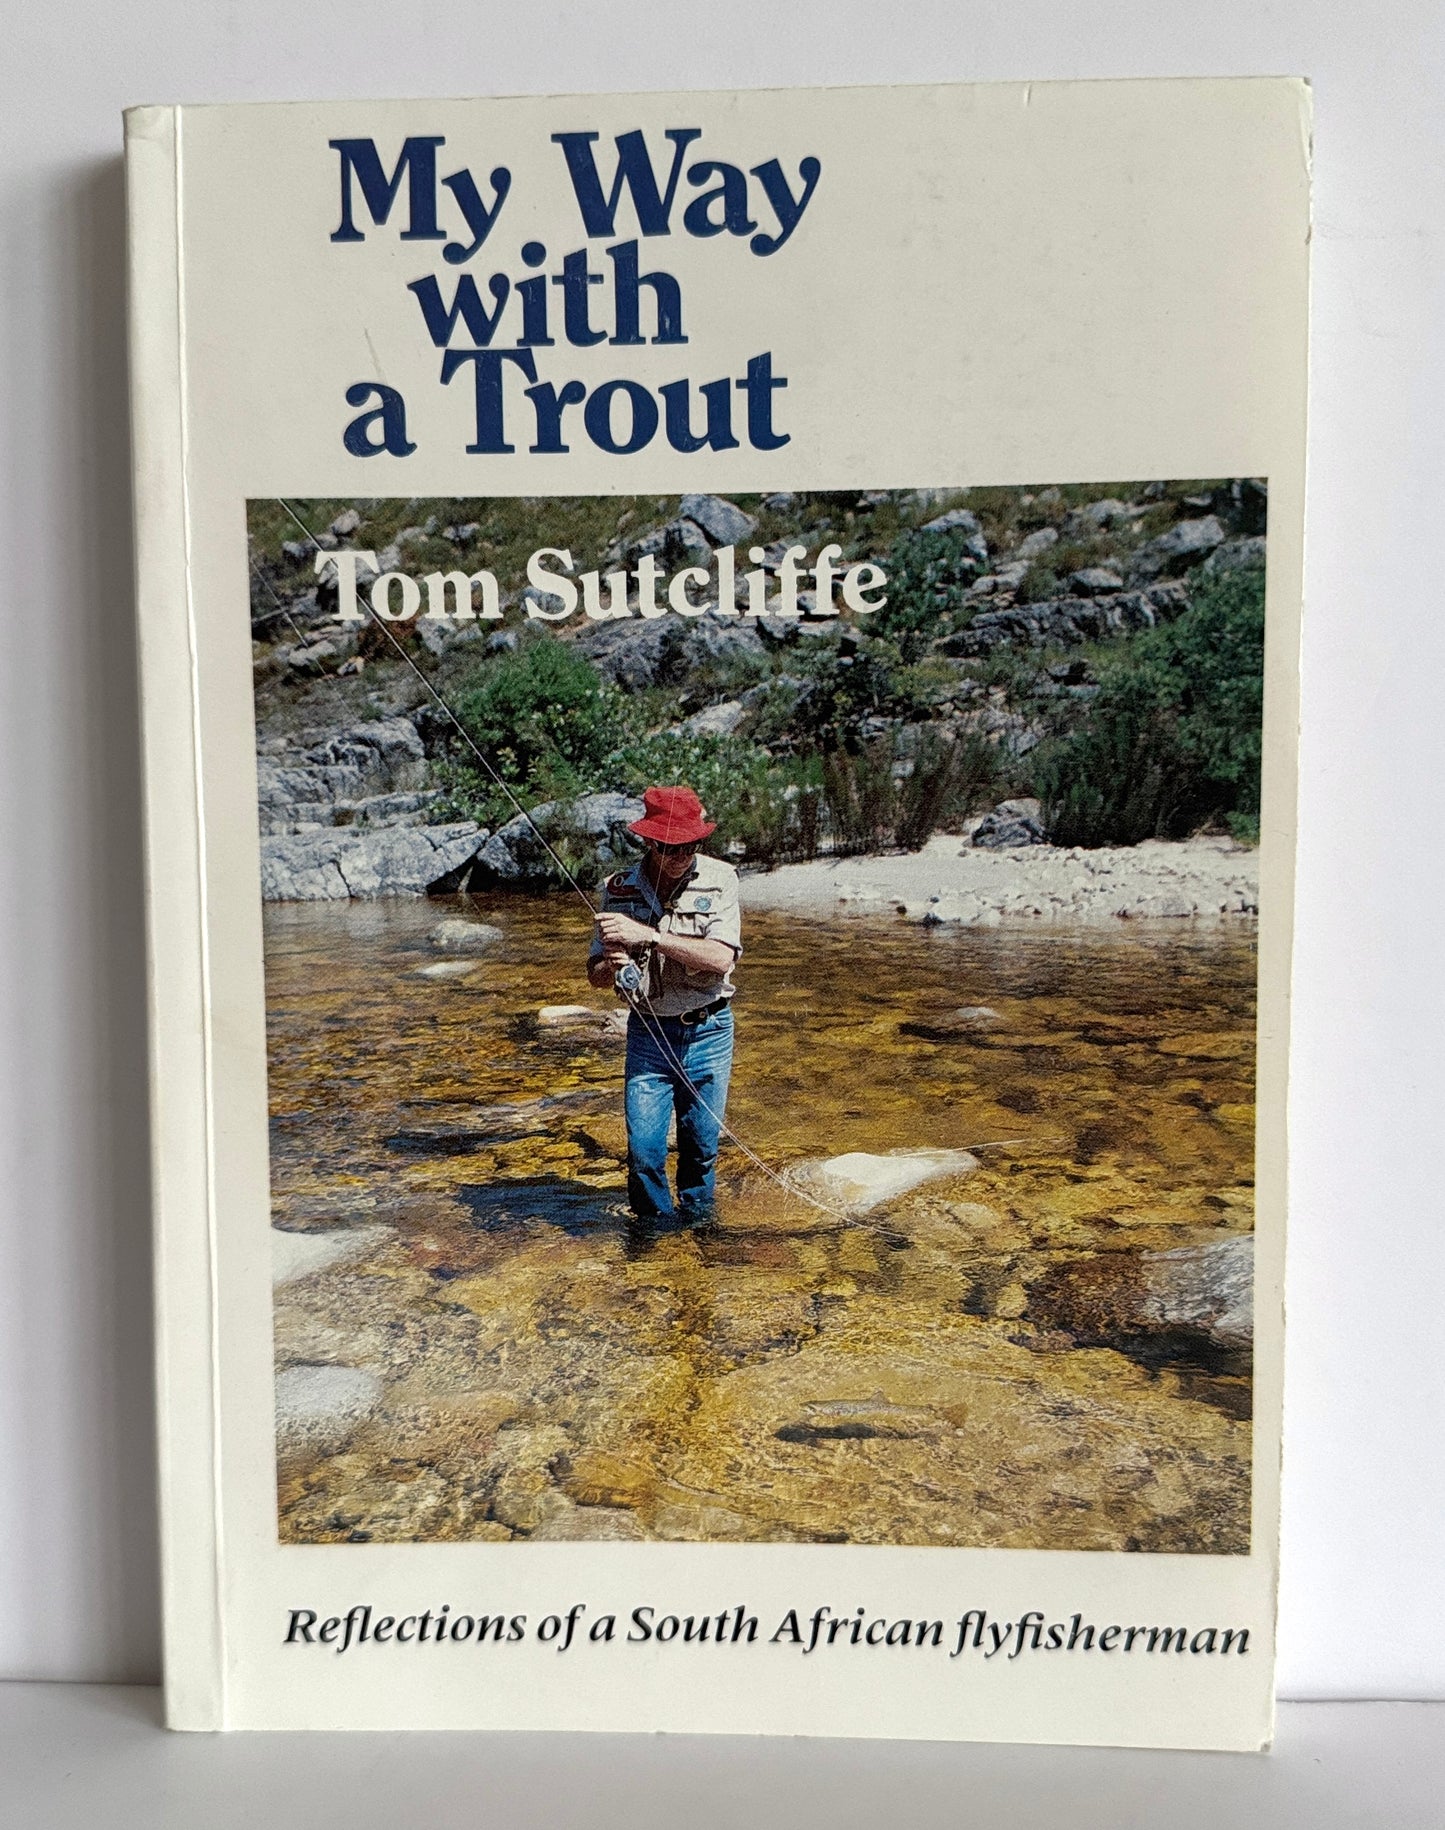 My Way
with
a Trout
Tom Sutcliffe
Reflections of a South African flyfisherman